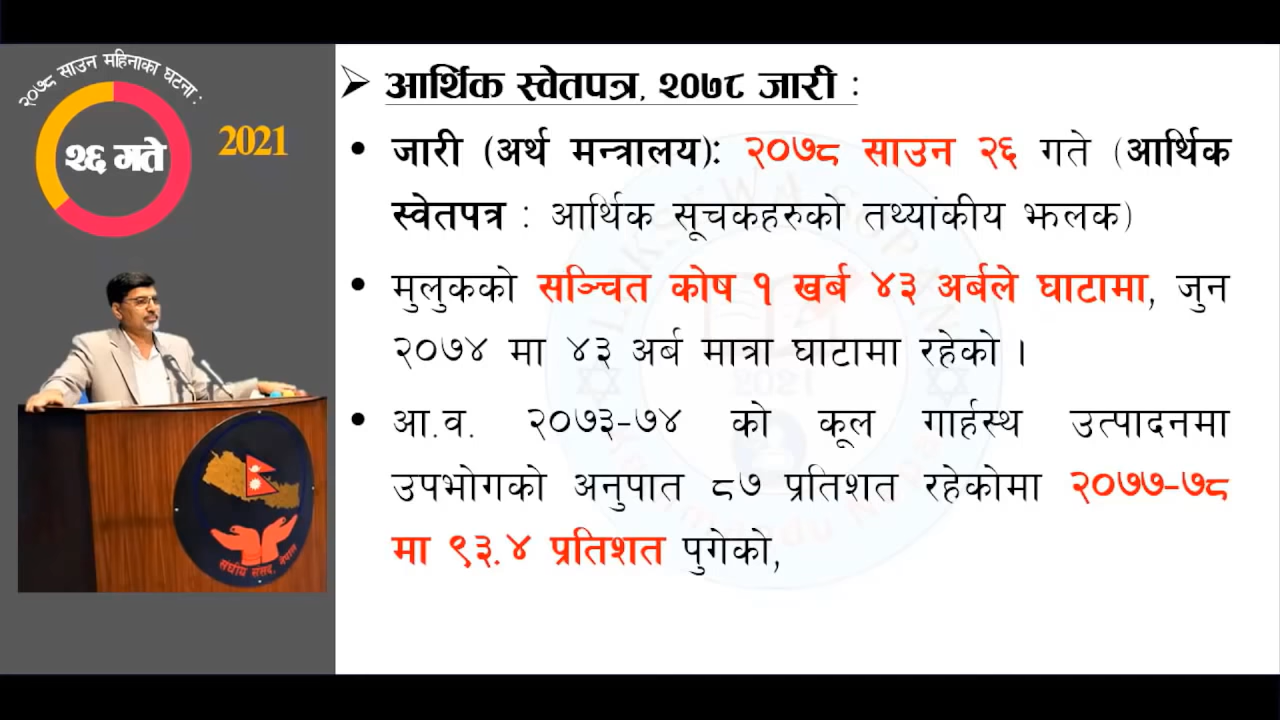 २०७८ साउन महिनाका घटना :
२६ गते
2021
आर्थिक स्वेतपत्र, २०७८ जारी :
जारी (अर्थ मन्त्रालय): २०७८ साउन २६ गते (आर्थिक
स्वेतपत्र : आर्थिक सूचकहरुको तथ्यांकीय झलक)
मुलुकको सञ्चित कोष १ खर्ब ४३ अर्बले घाटामा, जुन
२०७४ मा ४३ अर्ब मात्रा घाटामा रहेको ।
आ.व. २०७३-७४ को कूल गार्हस्थ उत्पादनमा
उपभोगको अनुपात ८७ प्रतिशत रहेकोमा २०७७-७८
मा ९३.४ प्रतिशत पुगेको,
संघीय संसद, नेपाल
2021